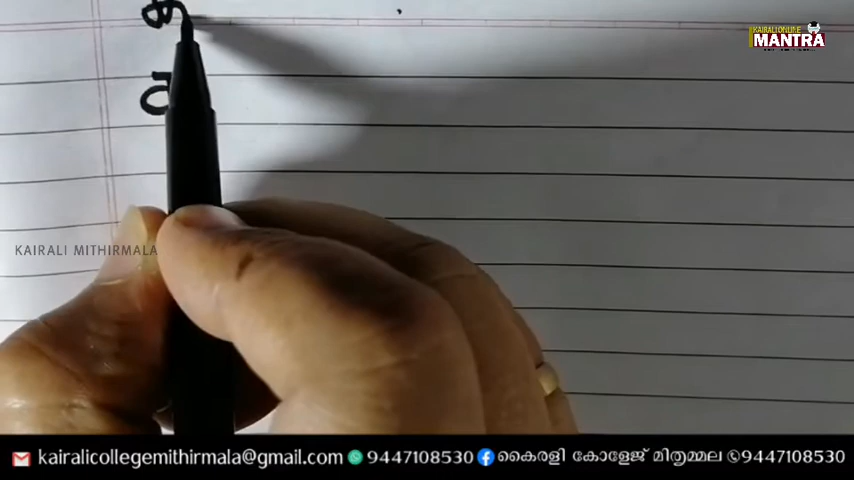 KAIRALI ONLINE
MANTRA
KAIRALI MITHIRMALA
kairalicollegemithirmala@gmail.com 9447108530 കൈരളി കോളേജ് മിതൃമ്മല 9447108530